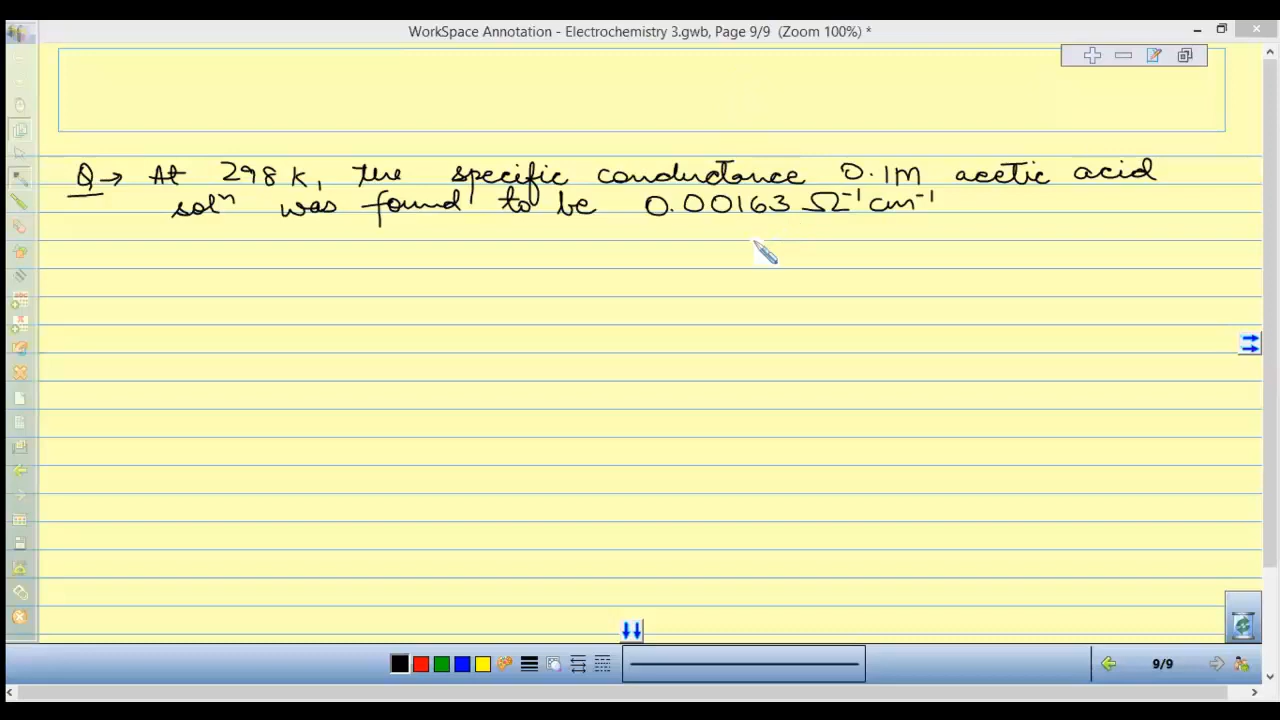 WorkSpace Annotation - Electrochemistry 3.gwb, Page 9/9 (Zoom 100%) *
Q → At 298 K, the specific conductance 0.1M acetic acid
solⁿ was found to be 0.00163 Ω⁻¹ cm⁻¹
9/9